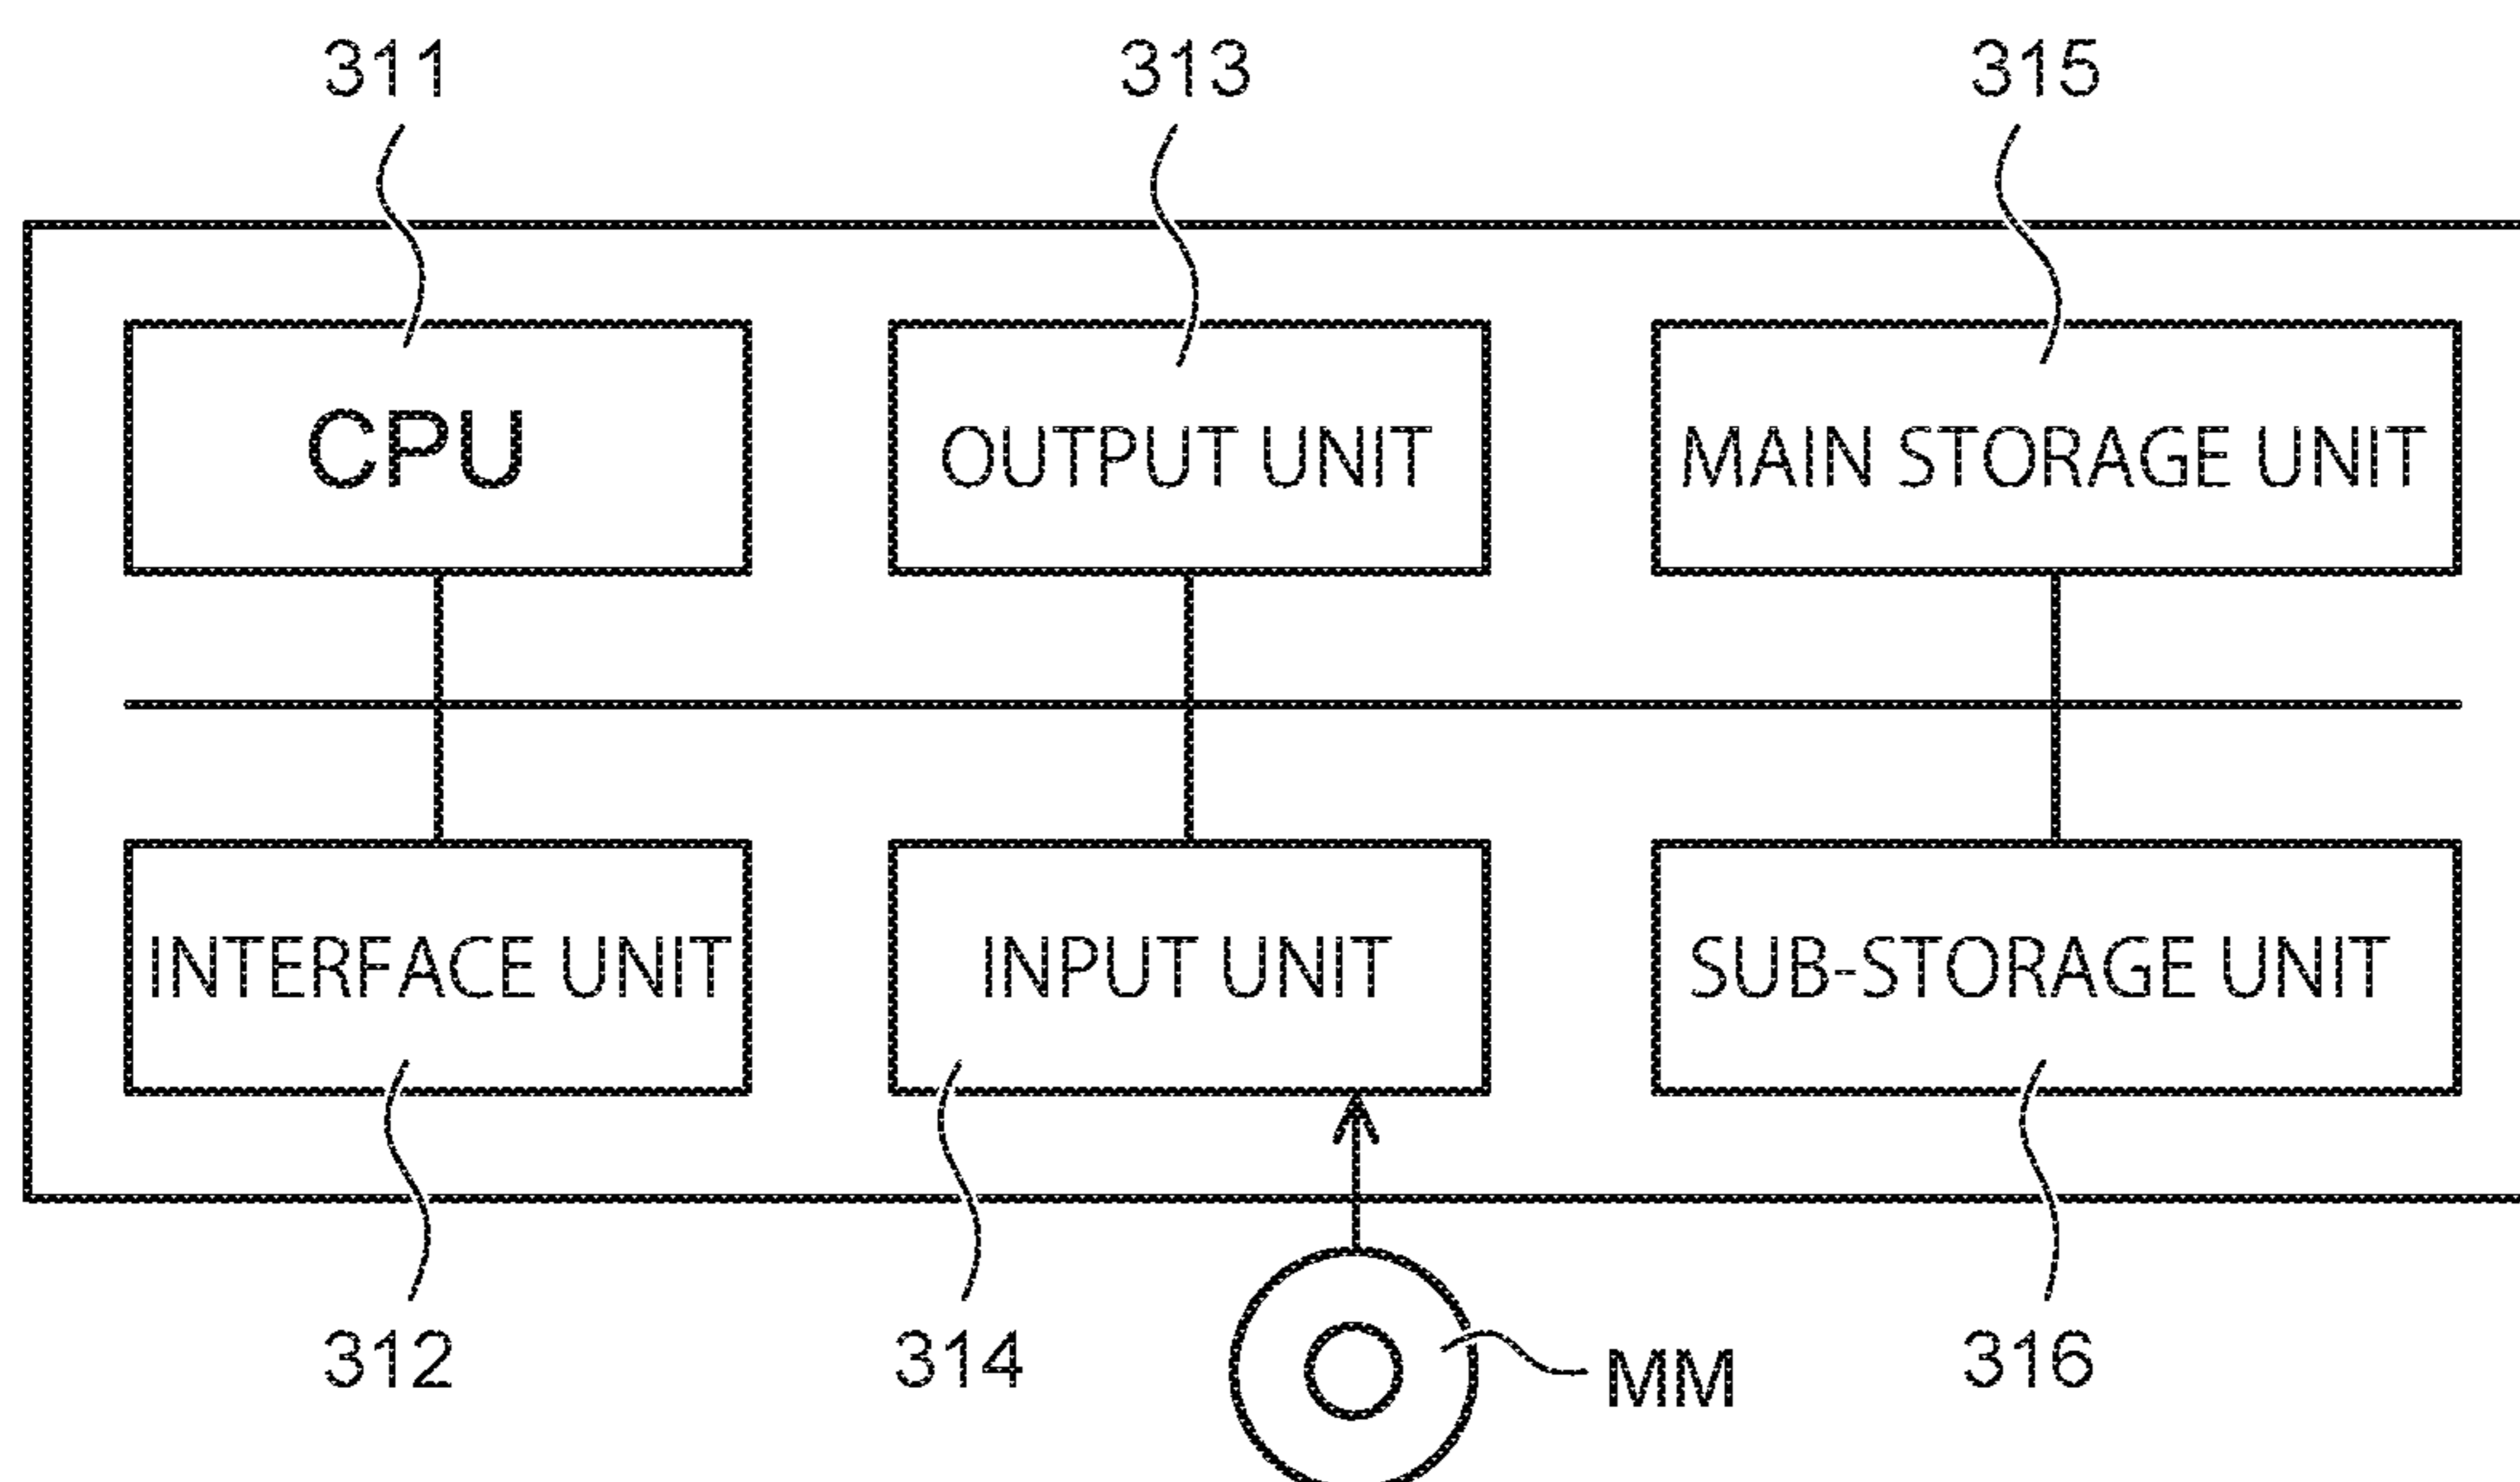 311 313 315
CPU OUTPUT UNIT MAIN STORAGE UNIT
INTERFACE UNIT INPUT UNIT SUB-STORAGE UNIT
312 314 MM 316